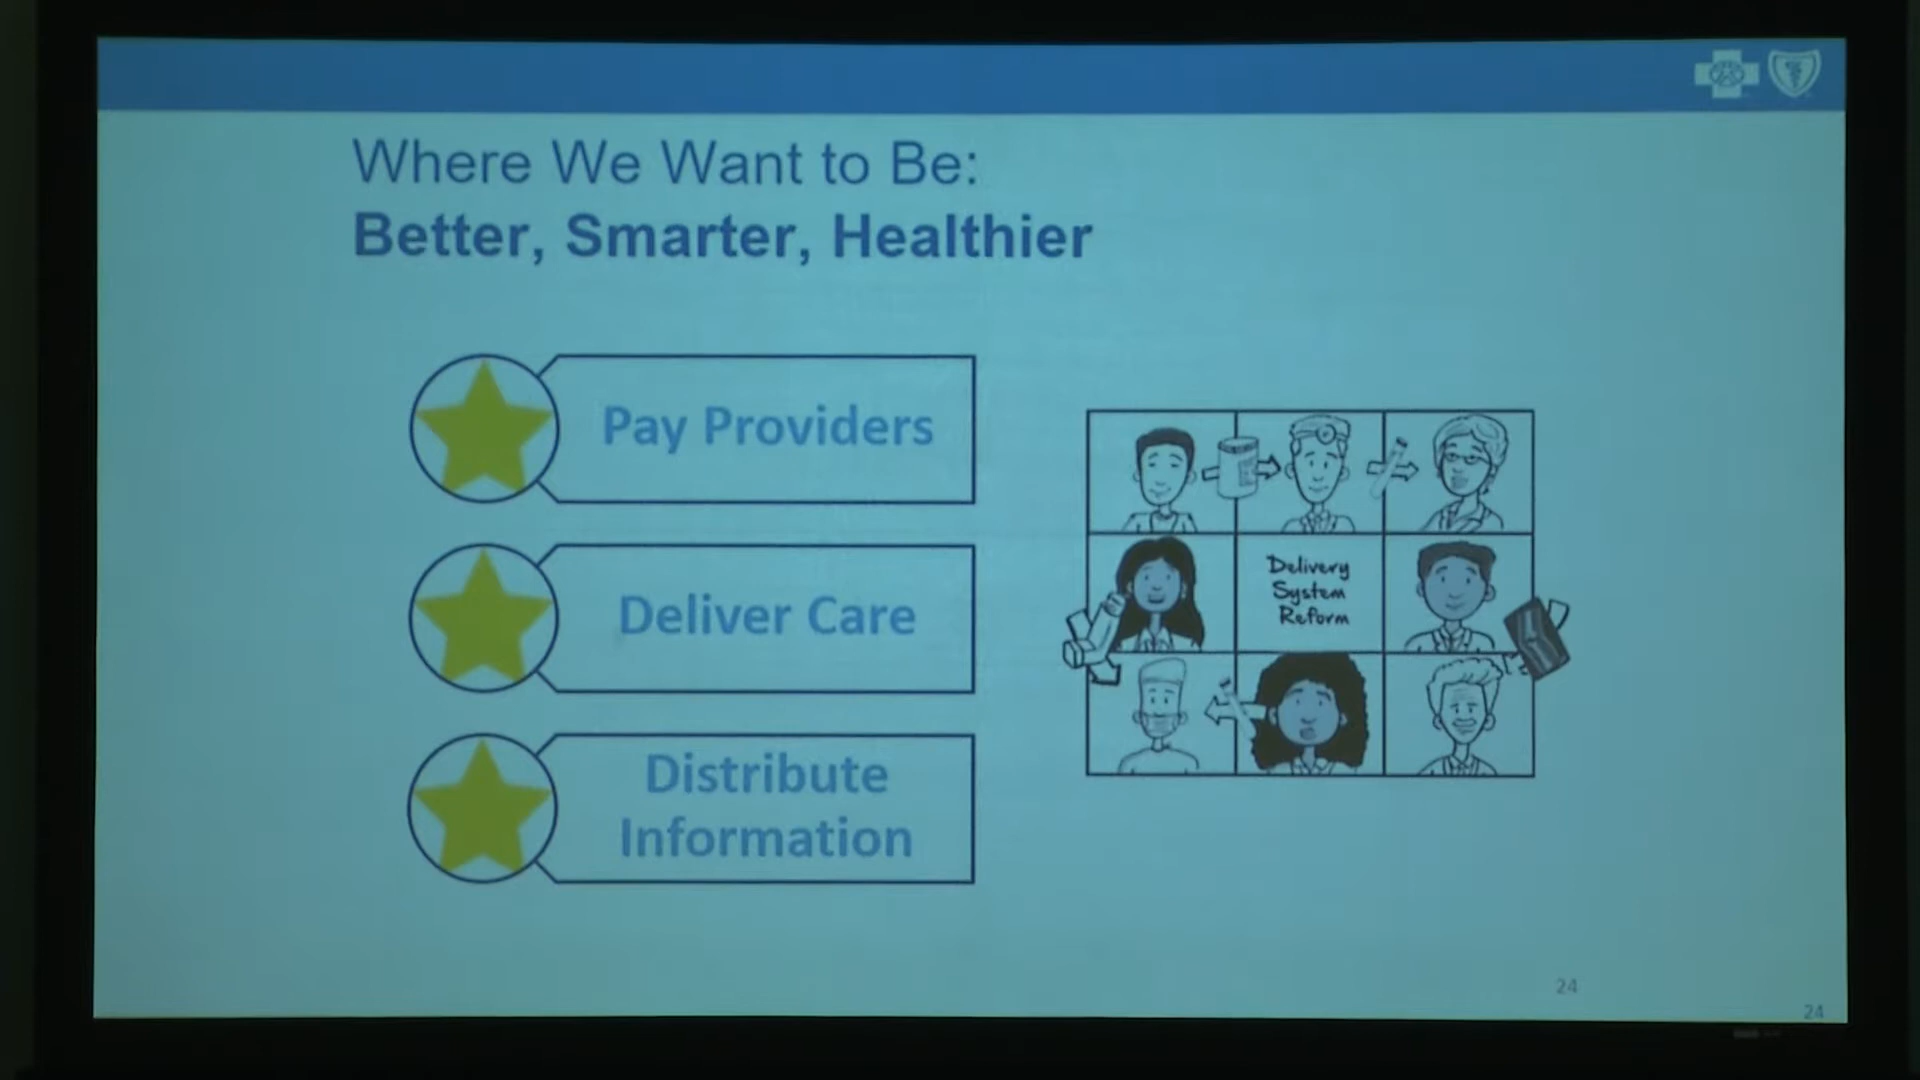 Where We Want to Be:
Better, Smarter, Healthier
Pay Providers
Deliver Care
Distribute
Information
Delivery
System
Reform
24
24